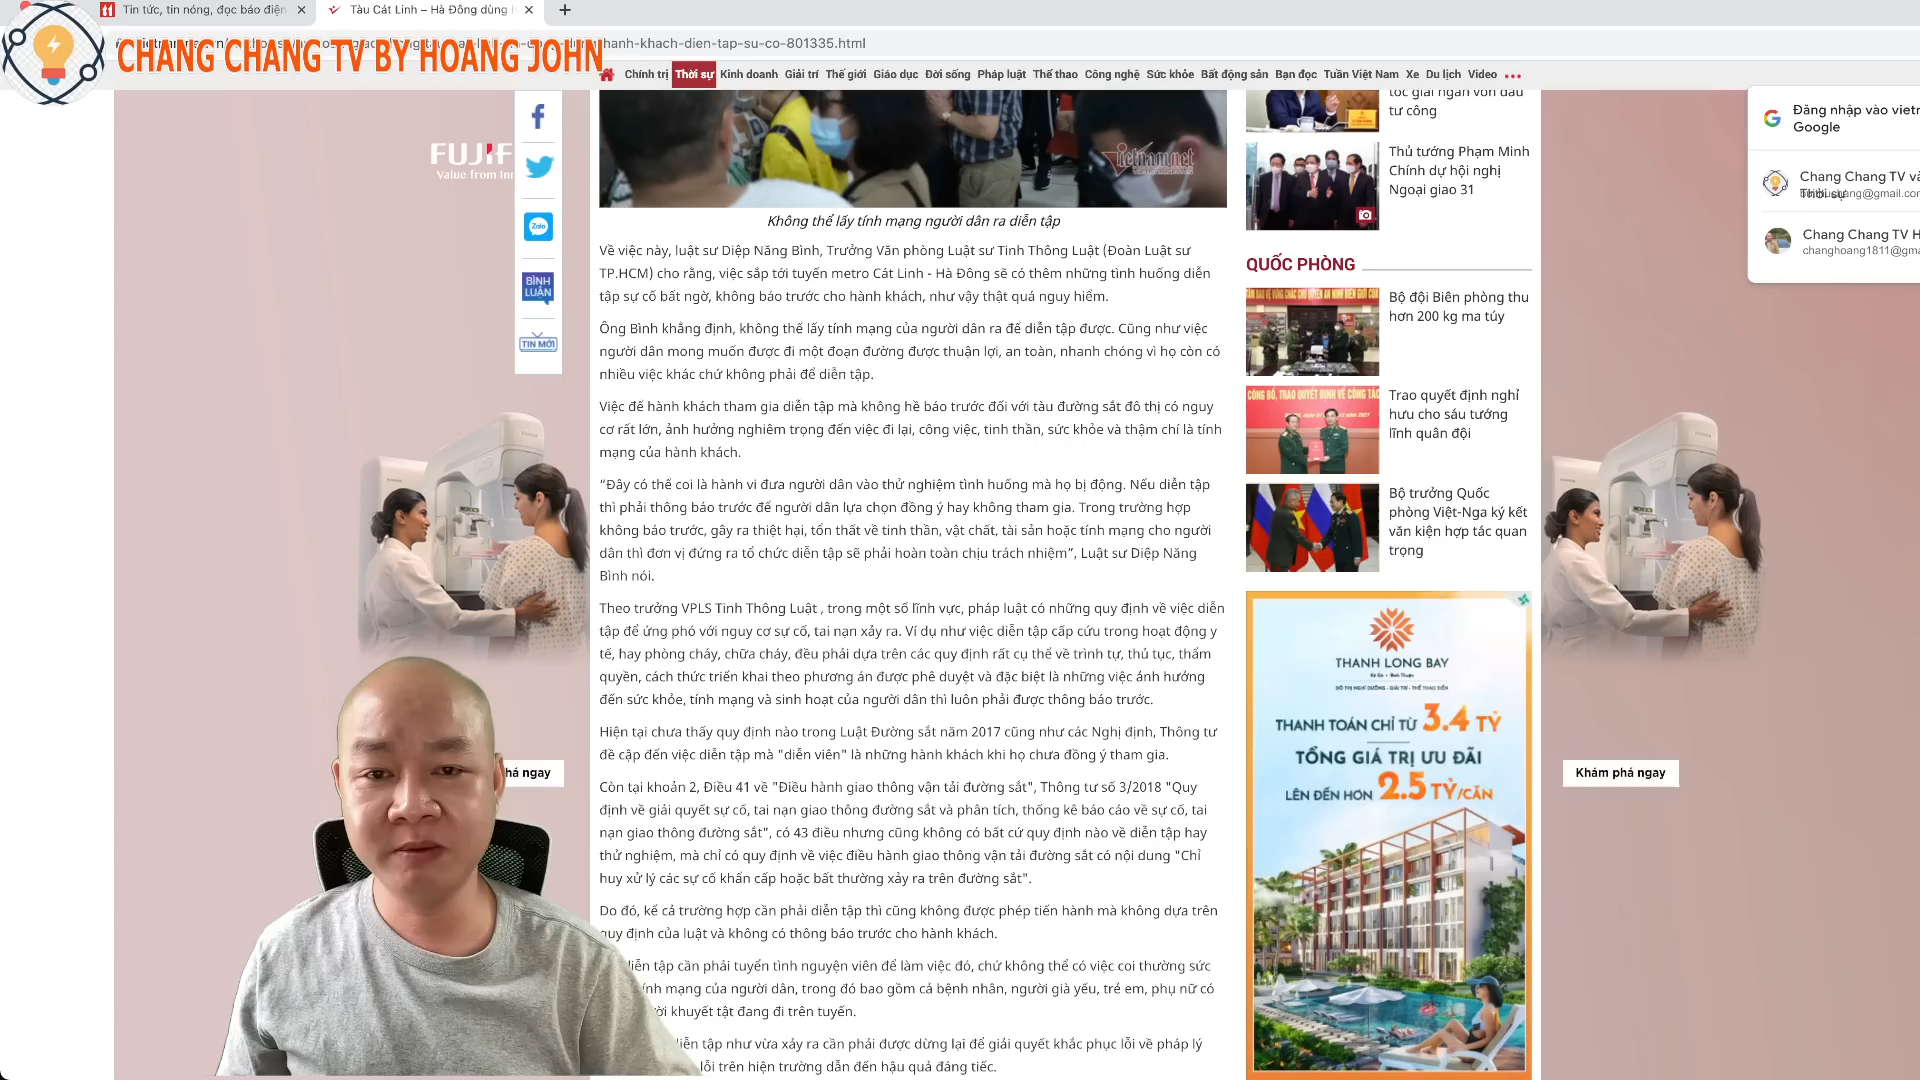 Tin tức, tin nóng, đọc báo điện
Tàu Cát Linh – Hà Đông dùng
hanh-khach-dien-tap-su-co-801335.html
CHANG CHANG TV BY HOANG JOHN
Chính trị Thời sự Kinh doanh Giải trí Thế giới Giáo dục Đời sống Pháp luật Thể thao Công nghệ Sức khỏe Bất động sản Bạn đọc Tuần Việt Nam Xe Du lịch Video
FUJIF
Value from Inn
Zalo
BÌNH
LUẬN
TIN MỚI
há ngay
vietnamnet
Không thể lấy tính mạng người dân ra diễn tập
Về việc này, luật sư Diệp Năng Bình, Trưởng Văn phòng Luật sư Tinh Thông Luật (Đoàn Luật sư
TP.HCM) cho rằng, việc sắp tới tuyến metro Cát Linh - Hà Đông sẽ có thêm những tình huống diễn
tập sự cố bất ngờ, không báo trước cho hành khách, như vậy thật quá nguy hiểm.
Ông Bình khẳng định, không thể lấy tính mạng của người dân ra để diễn tập được. Cũng như việc
người dân mong muốn được đi một đoạn đường được thuận lợi, an toàn, nhanh chóng vì họ còn có
nhiều việc khác chứ không phải để diễn tập.
Việc để hành khách tham gia diễn tập mà không hề báo trước đối với tàu đường sắt đô thị có nguy
cơ rất lớn, ảnh hưởng nghiêm trọng đến việc đi lại, công việc, tinh thần, sức khỏe và thậm chí là tính
mạng của hành khách.
“Đây có thể coi là hành vi đưa người dân vào thử nghiệm tình huống mà họ bị động. Nếu diễn tập
thì phải thông báo trước để người dân lựa chọn đồng ý hay không tham gia. Trong trường hợp
không báo trước, gây ra thiệt hại, tổn thất về tinh thần, vật chất, tài sản hoặc tính mạng cho người
dân thì đơn vị đứng ra tổ chức diễn tập sẽ phải hoàn toàn chịu trách nhiệm”, Luật sư Diệp Năng
Bình nói.
Theo trưởng VPLS Tinh Thông Luật , trong một số lĩnh vực, pháp luật có những quy định về việc diễn
tập để ứng phó với nguy cơ sự cố, tai nạn xảy ra. Ví dụ như việc diễn tập cấp cứu trong hoạt động y
tế, hay phòng cháy, chữa cháy, đều phải dựa trên các quy định rất cụ thể về trình tự, thủ tục, thẩm
quyền, cách thức triển khai theo phương án được phê duyệt và đặc biệt là những việc ảnh hưởng
đến sức khỏe, tính mạng và sinh hoạt của người dân thì luôn phải được thông báo trước.
Hiện tại chưa thấy quy định nào trong Luật Đường sắt năm 2017 cũng như các Nghị định, Thông tư
đề cập đến việc diễn tập mà "diễn viên" là những hành khách khi họ chưa đồng ý tham gia.
Còn tại khoản 2, Điều 41 về "Điều hành giao thông vận tải đường sắt", Thông tư số 3/2018 "Quy
định về giải quyết sự cố, tai nạn giao thông đường sắt và phân tích, thống kê báo cáo về sự cố, tai
nạn giao thông đường sắt", có 43 điều nhưng cũng không có bất cứ quy định nào về diễn tập hay
thử nghiệm, mà chỉ có quy định về việc điều hành giao thông vận tải đường sắt có nội dung "Chỉ
huy xử lý các sự cố khẩn cấp hoặc bất thường xảy ra trên đường sắt".
Do đó, kể cả trường hợp cần phải diễn tập thì cũng không được phép tiến hành mà không dựa trên
quy định của luật và không có thông báo trước cho hành khách.
diễn tập cần phải tuyển tình nguyện viên để làm việc đó, chứ không thể có việc coi thường sức
tính mạng của người dân, trong đó bao gồm cả bệnh nhân, người già yếu, trẻ em, phụ nữ có
khuyết tật đang đi trên tuyến.
diễn tập như vừa xảy ra cần phải được dừng lại để giải quyết khắc phục lỗi về pháp lý
lỗi trên hiện trường dẫn đến hậu quả đáng tiếc.
tốc giải ngân vốn đầu
tư công
Thủ tướng Phạm Minh
Chính dự hội nghị
Ngoại giao 31
QUỐC PHÒNG
Bộ đội Biên phòng thu
hơn 200 kg ma túy
CÔNG BỐ, TRAO QUYẾT ĐỊNH VỀ CÔNG TÁC
Trao quyết định nghỉ
hưu cho sáu tướng
lĩnh quân đội
Bộ trưởng Quốc
phòng Việt-Nga ký kết
văn kiện hợp tác quan
trọng
THANH LONG BAY
Kê Gà • Bình Thuận
ĐÔ THỊ NGHỈ DƯỠNG - GIẢI TRÍ - THỂ THAO BIỂN
THANH TOÁN CHỈ TỪ 3.4 TỶ
TỔNG GIÁ TRỊ ƯU ĐÃI
LÊN ĐẾN HƠN 2.5 TỶ/CĂN
Đăng nhập vào vietn
Google
Chang Chang TV và
Thời sự
@gmail.com
Chang Chang TV H
changhoang1811@gma
Khám phá ngay